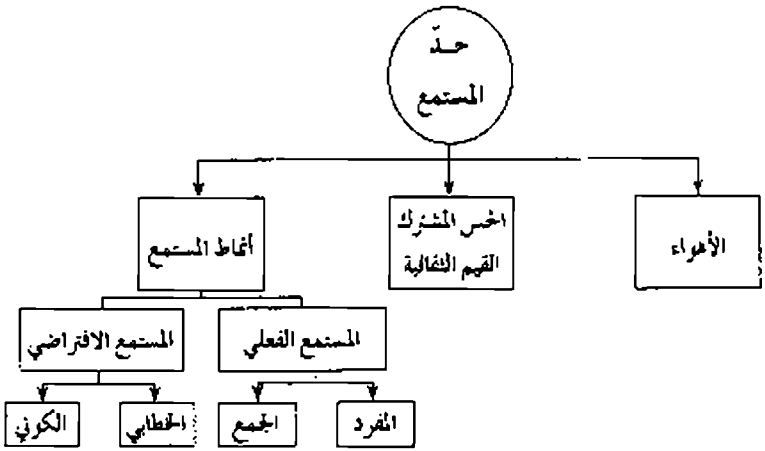 حدّ
المستمع
الأهواء
الحس المشترك
القيم الثقافية
أنماط المستمع
المستمع الفعلي
المستمع الافتراضي
المفرد
الجمع
الخطابي
الكوني